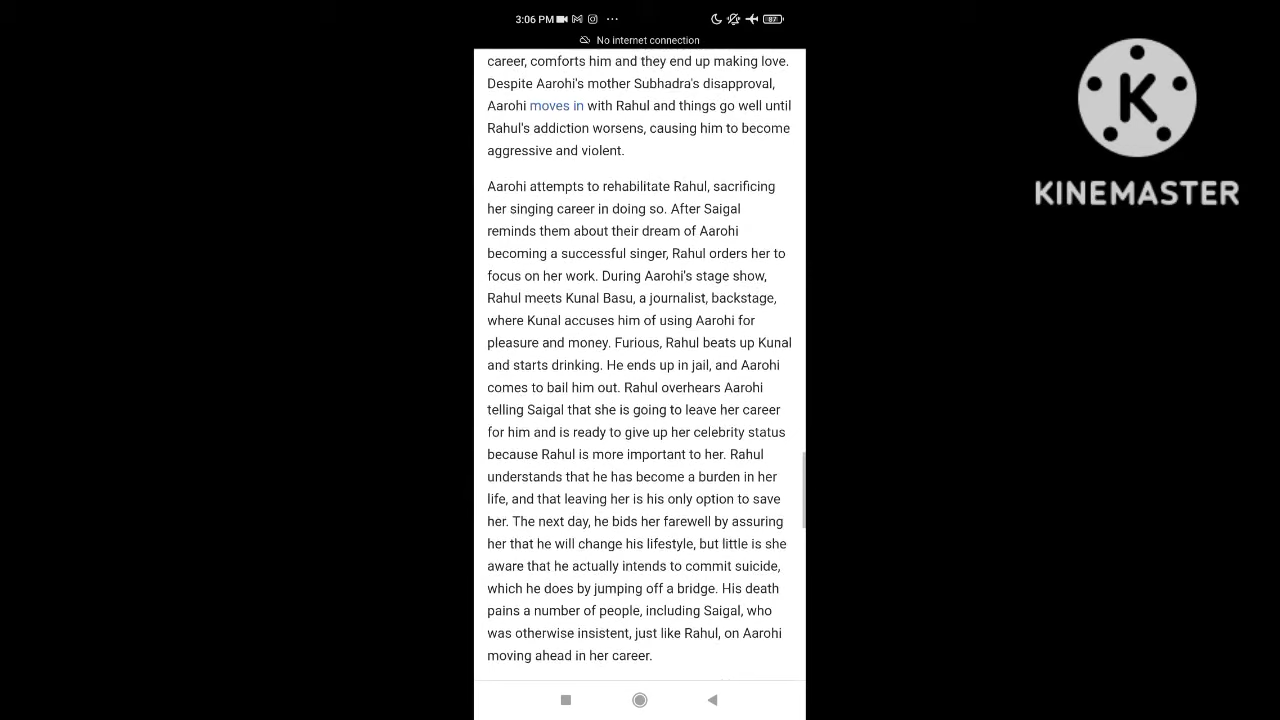 3:06 PM
87
No internet connection
K
KINEMASTER
career, comforts him and they end up making love.
Despite Aarohi's mother Subhadra's disapproval,
Aarohi moves in with Rahul and things go well until
Rahul's addiction worsens, causing him to become
aggressive and violent.
Aarohi attempts to rehabilitate Rahul, sacrificing
her singing career in doing so. After Saigal
reminds them about their dream of Aarohi
becoming a successful singer, Rahul orders her to
focus on her work. During Aarohi's stage show,
Rahul meets Kunal Basu, a journalist, backstage,
where Kunal accuses him of using Aarohi for
pleasure and money. Furious, Rahul beats up Kunal
and starts drinking. He ends up in jail, and Aarohi
comes to bail him out. Rahul overhears Aarohi
telling Saigal that she is going to leave her career
for him and is ready to give up her celebrity status
because Rahul is more important to her. Rahul
understands that he has become a burden in her
life, and that leaving her is his only option to save
her. The next day, he bids her farewell by assuring
her that he will change his lifestyle, but little is she
aware that he actually intends to commit suicide,
which he does by jumping off a bridge. His death
pains a number of people, including Saigal, who
was otherwise insistent, just like Rahul, on Aarohi
moving ahead in her career.